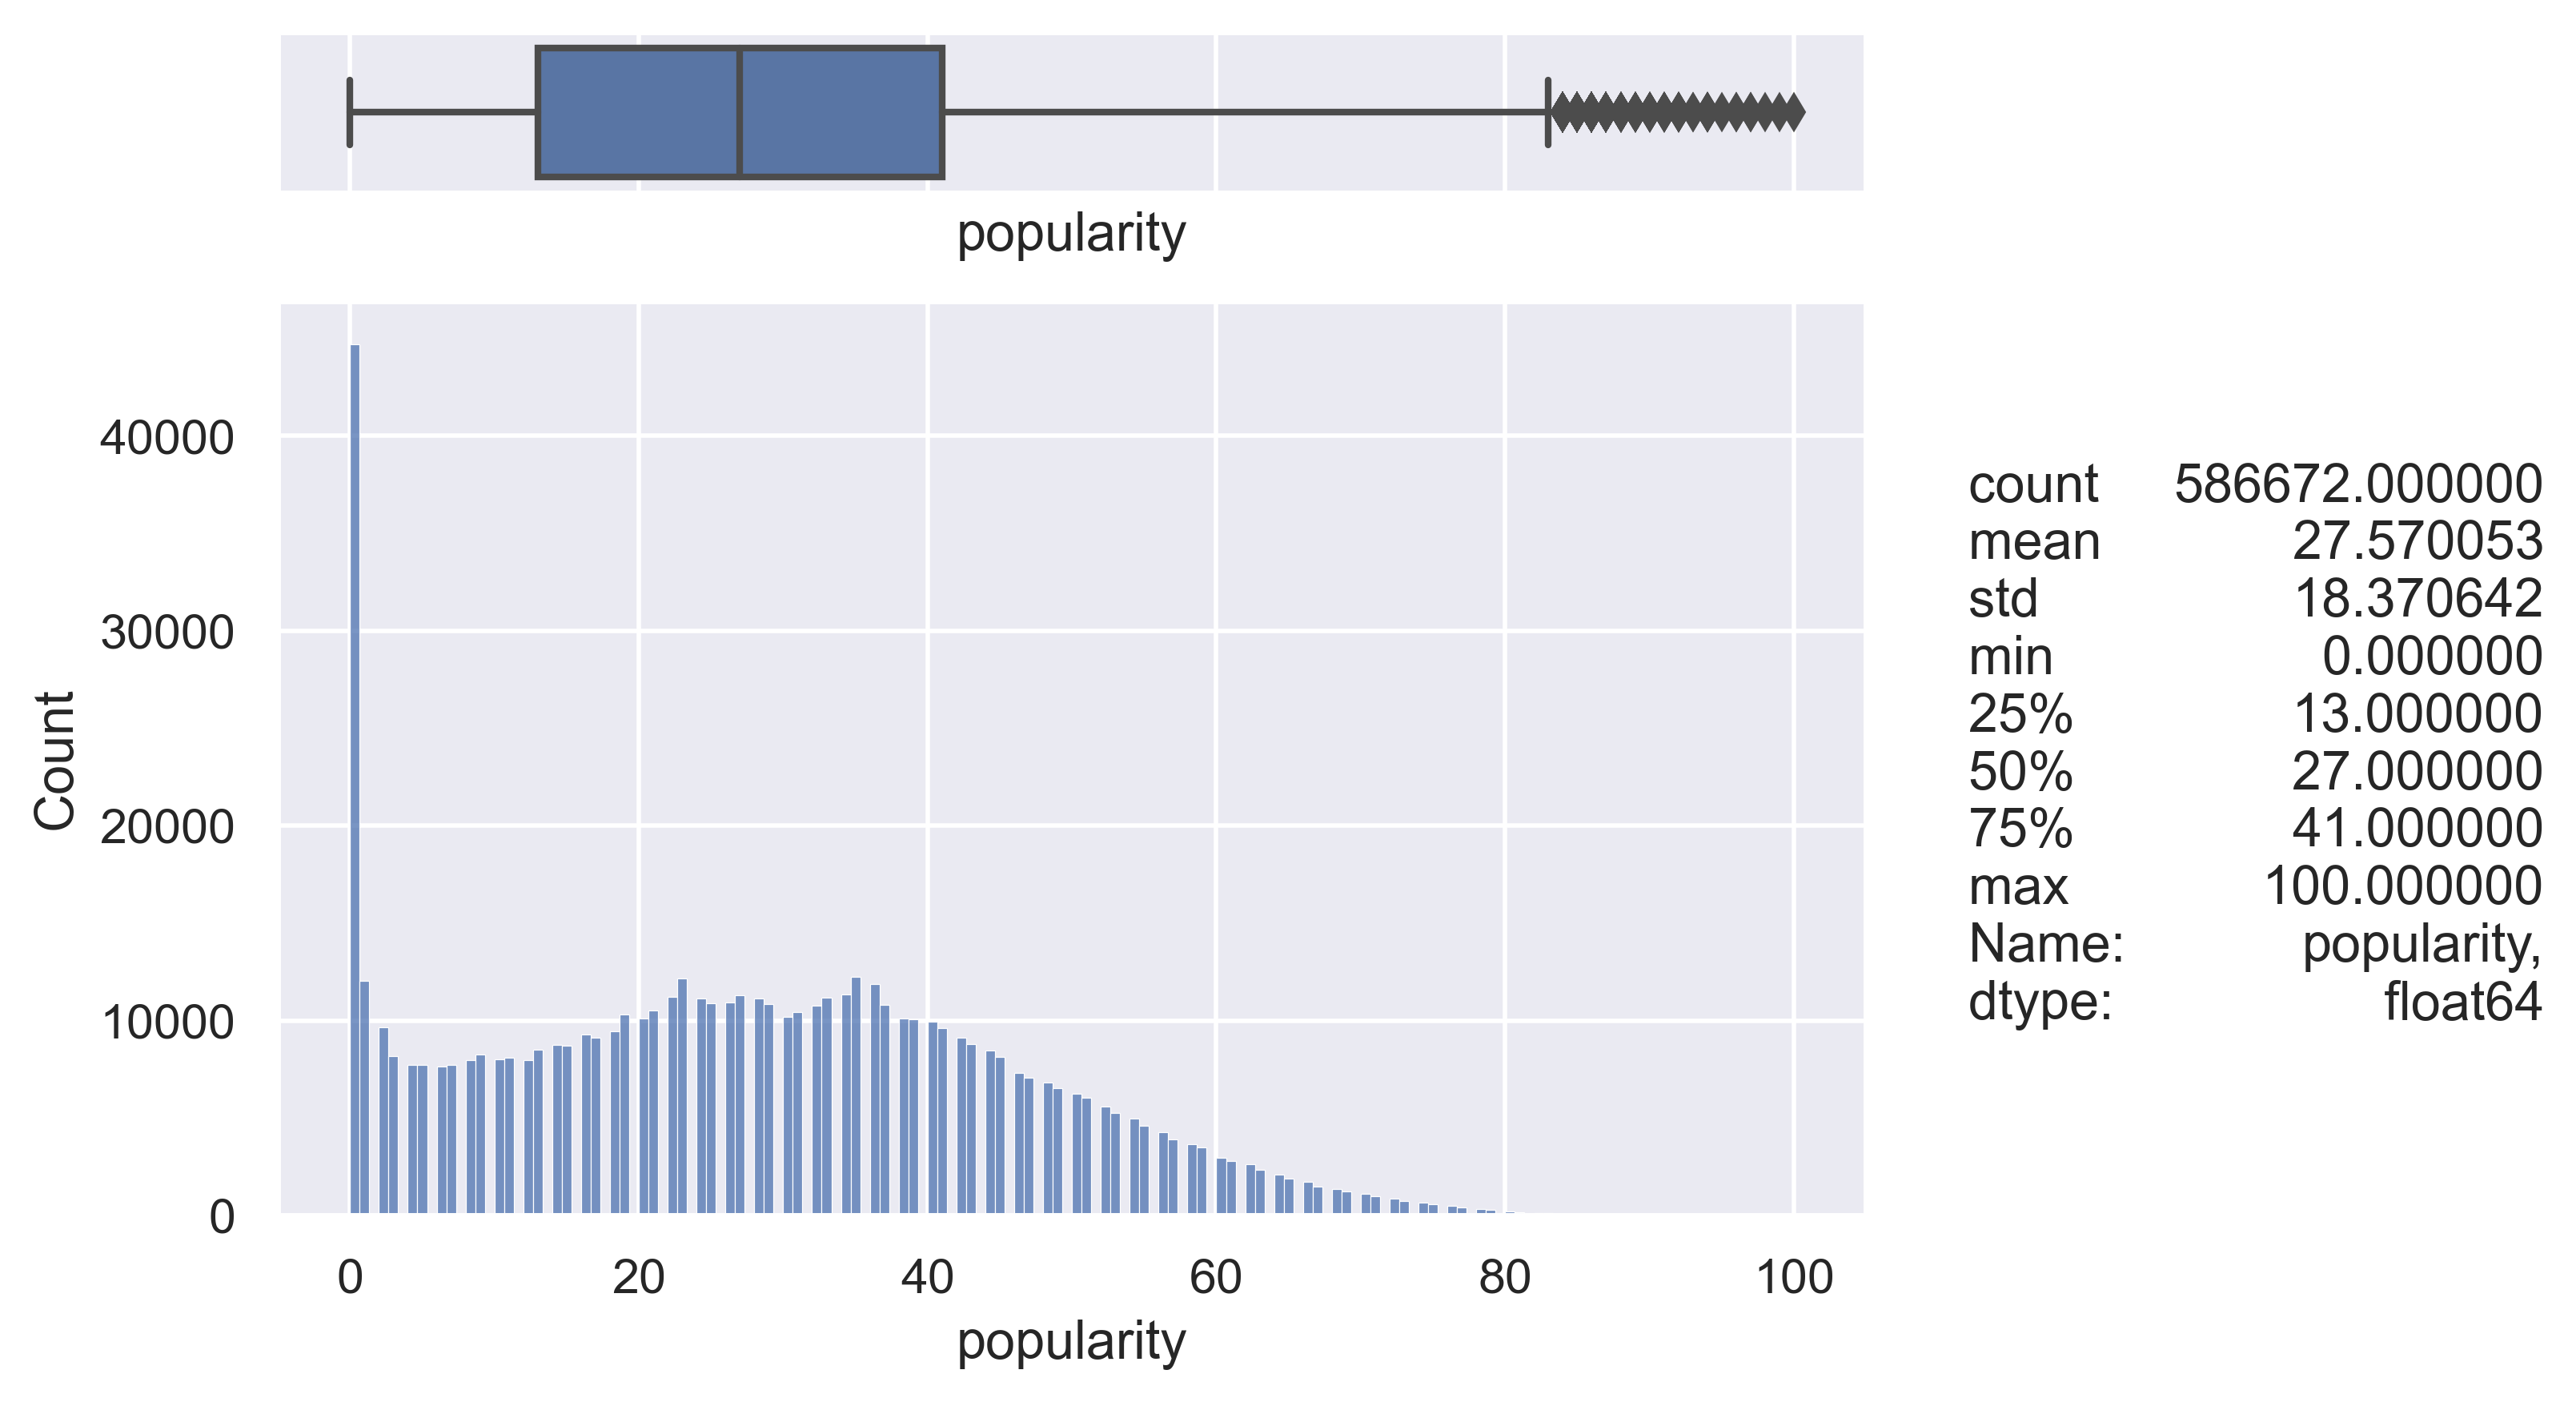 popularity
40000
30000
20000
10000
0
Count
0 20 40 60 80 100
popularity
count 586672.000000
mean 27.570053
std 18.370642
min 0.000000
25% 13.000000
50% 27.000000
75% 41.000000
max 100.000000
Name: popularity,
dtype: float64